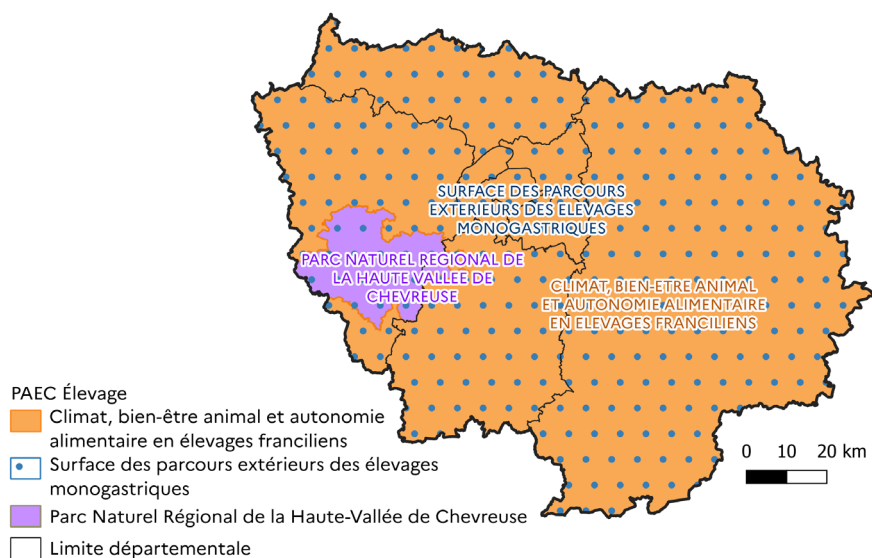 SURFACE DES PARCOURS
EXTERIEURS DES ELEVAGES
MONOGASTRIQUES
PARC NATUREL REGIONAL DE
LA HAUTE VALLEE DE
CHEVREUSE
CLIMAT, BIEN-ETRE ANIMAL
ET AUTONOMIE ALIMENTAIRE
EN ELEVAGES FRANCILIENS
PAEC Élevage
Climat, bien-être animal et autonomie
alimentaire en élevages franciliens
Surface des parcours extérieurs des élevages
monogastriques
Parc Naturel Régional de la Haute-Vallée de Chevreuse
Limite départementale
0 10 20 km